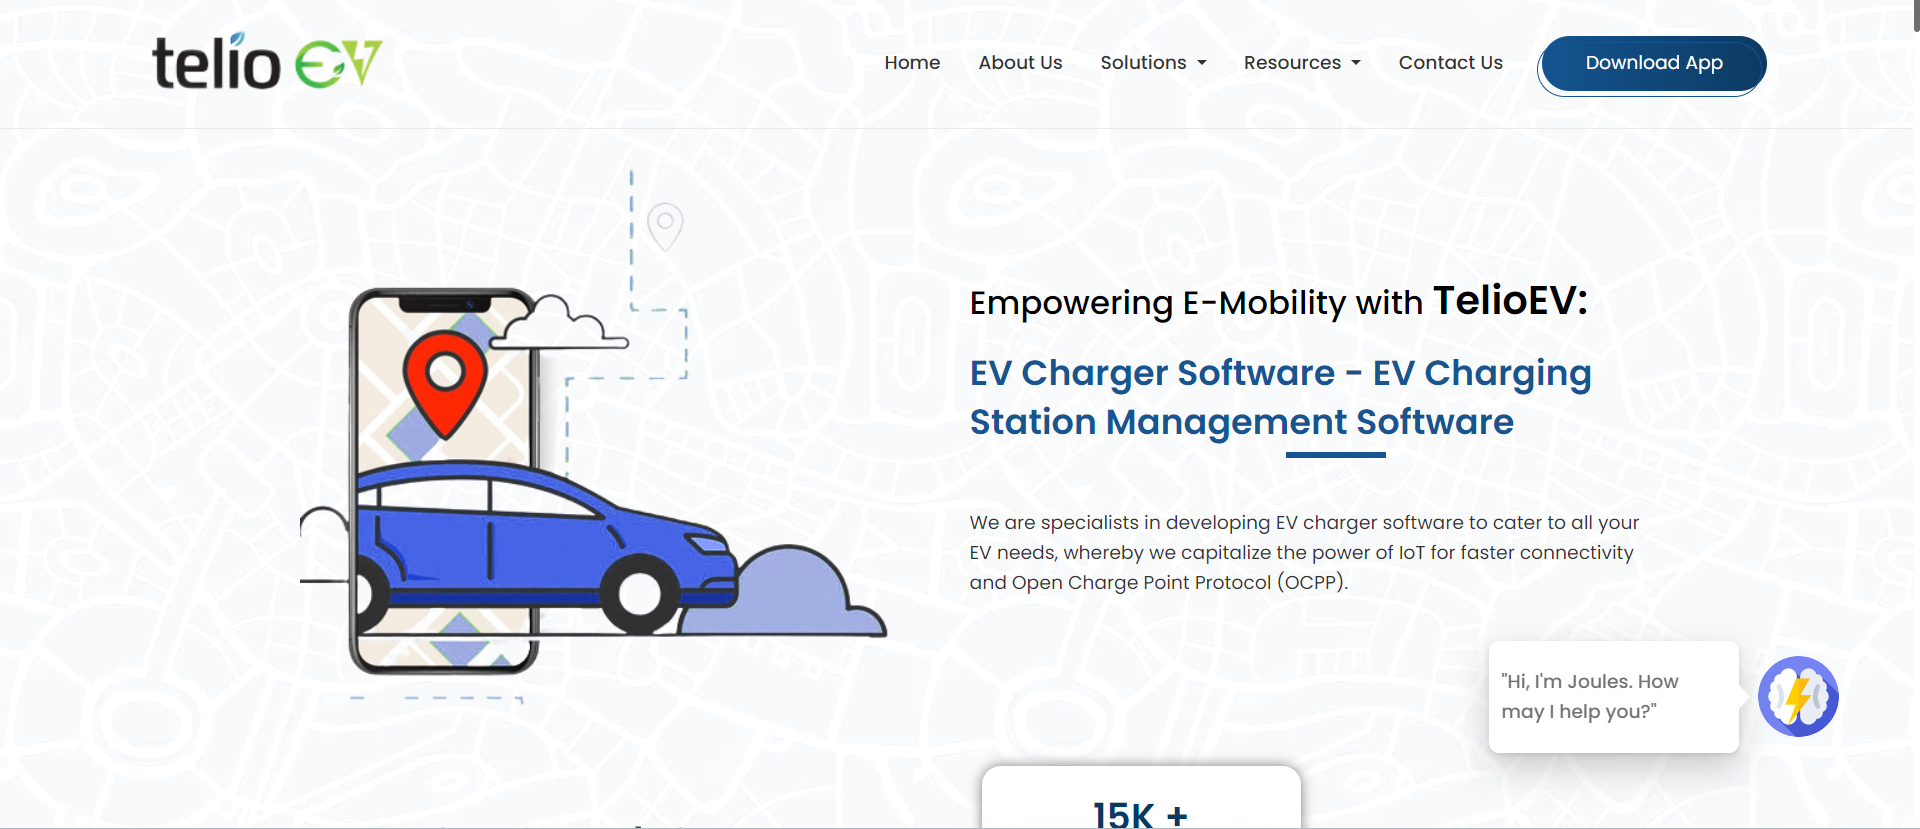 telio EV
Home
About Us
Solutions
Resources
Contact Us
Download App
Empowering E-Mobility with TelioEV:
EV Charger Software - EV Charging
Station Management Software
We are specialists in developing EV charger software to cater to all your
EV needs, whereby we capitalize the power of IoT for faster connectivity
and Open Charge Point Protocol (OCPP).
"Hi, I'm Joules. How
may I help you?"
15K +